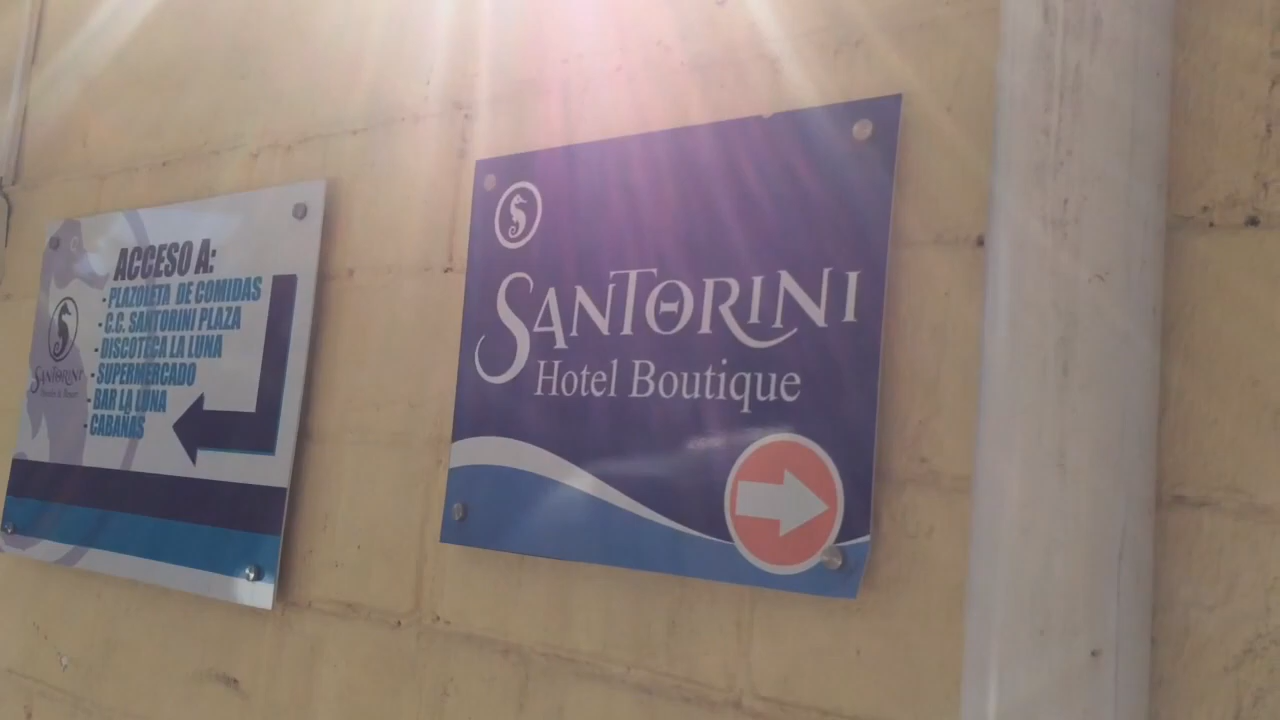 ACCESO A:
- PLAZOLETA DE COMIDAS
- C.C. SANTORINI PLAZA
- DISCOTECA LA LUNA
- SUPERMERCADO
- BAR LA LUNA
- CABAÑAS
SANTORINI
SANTORINI
Hotel Boutique